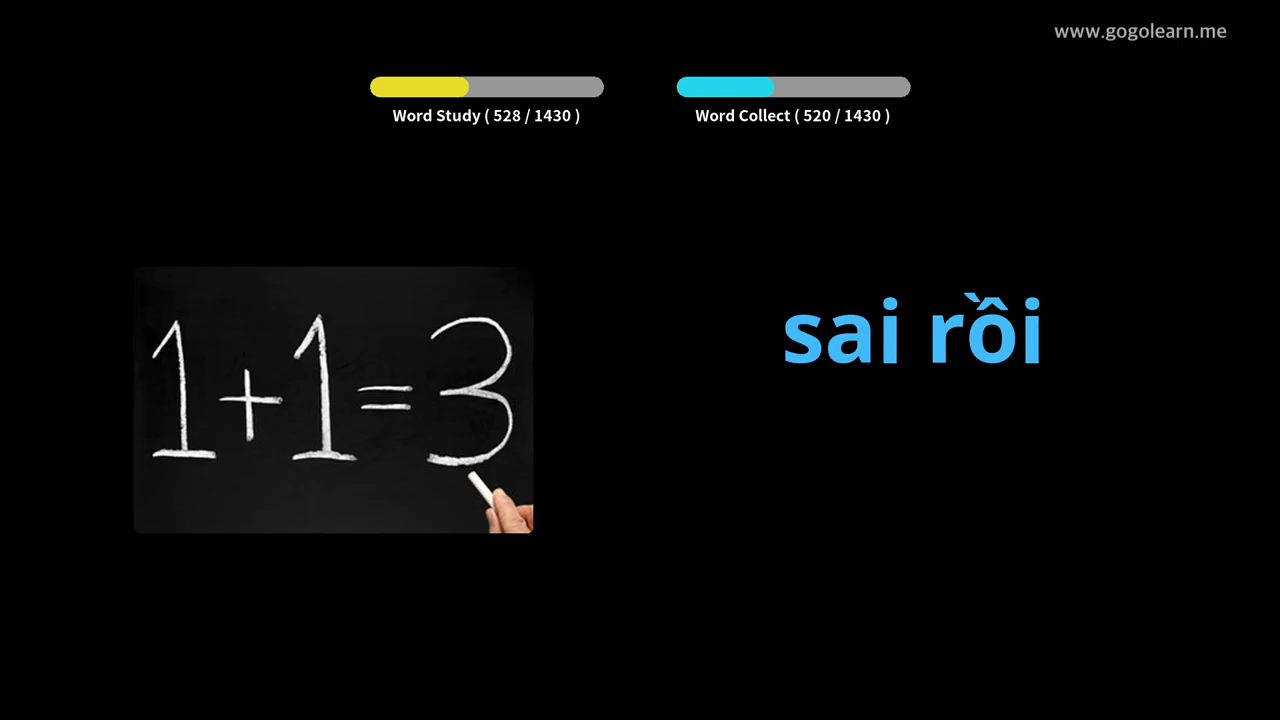 www.gogolearn.me
Word Study ( 528 / 1430 )
Word Collect ( 520 / 1430 )
1+1=3
sai rồi